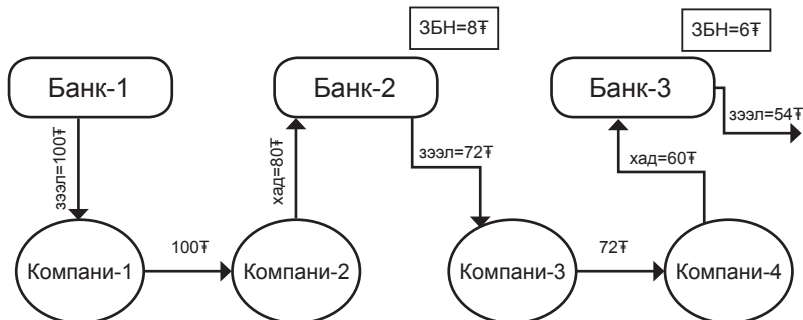 ЗБН=8₮
ЗБН=6₮
Банк-1
Банк-2
Банк-3
зээл=100₮
хад=80₮
зээл=72₮
хад=60₮
зээл=54₮
Компани-1
100₮
Компани-2
Компани-3
72₮
Компани-4